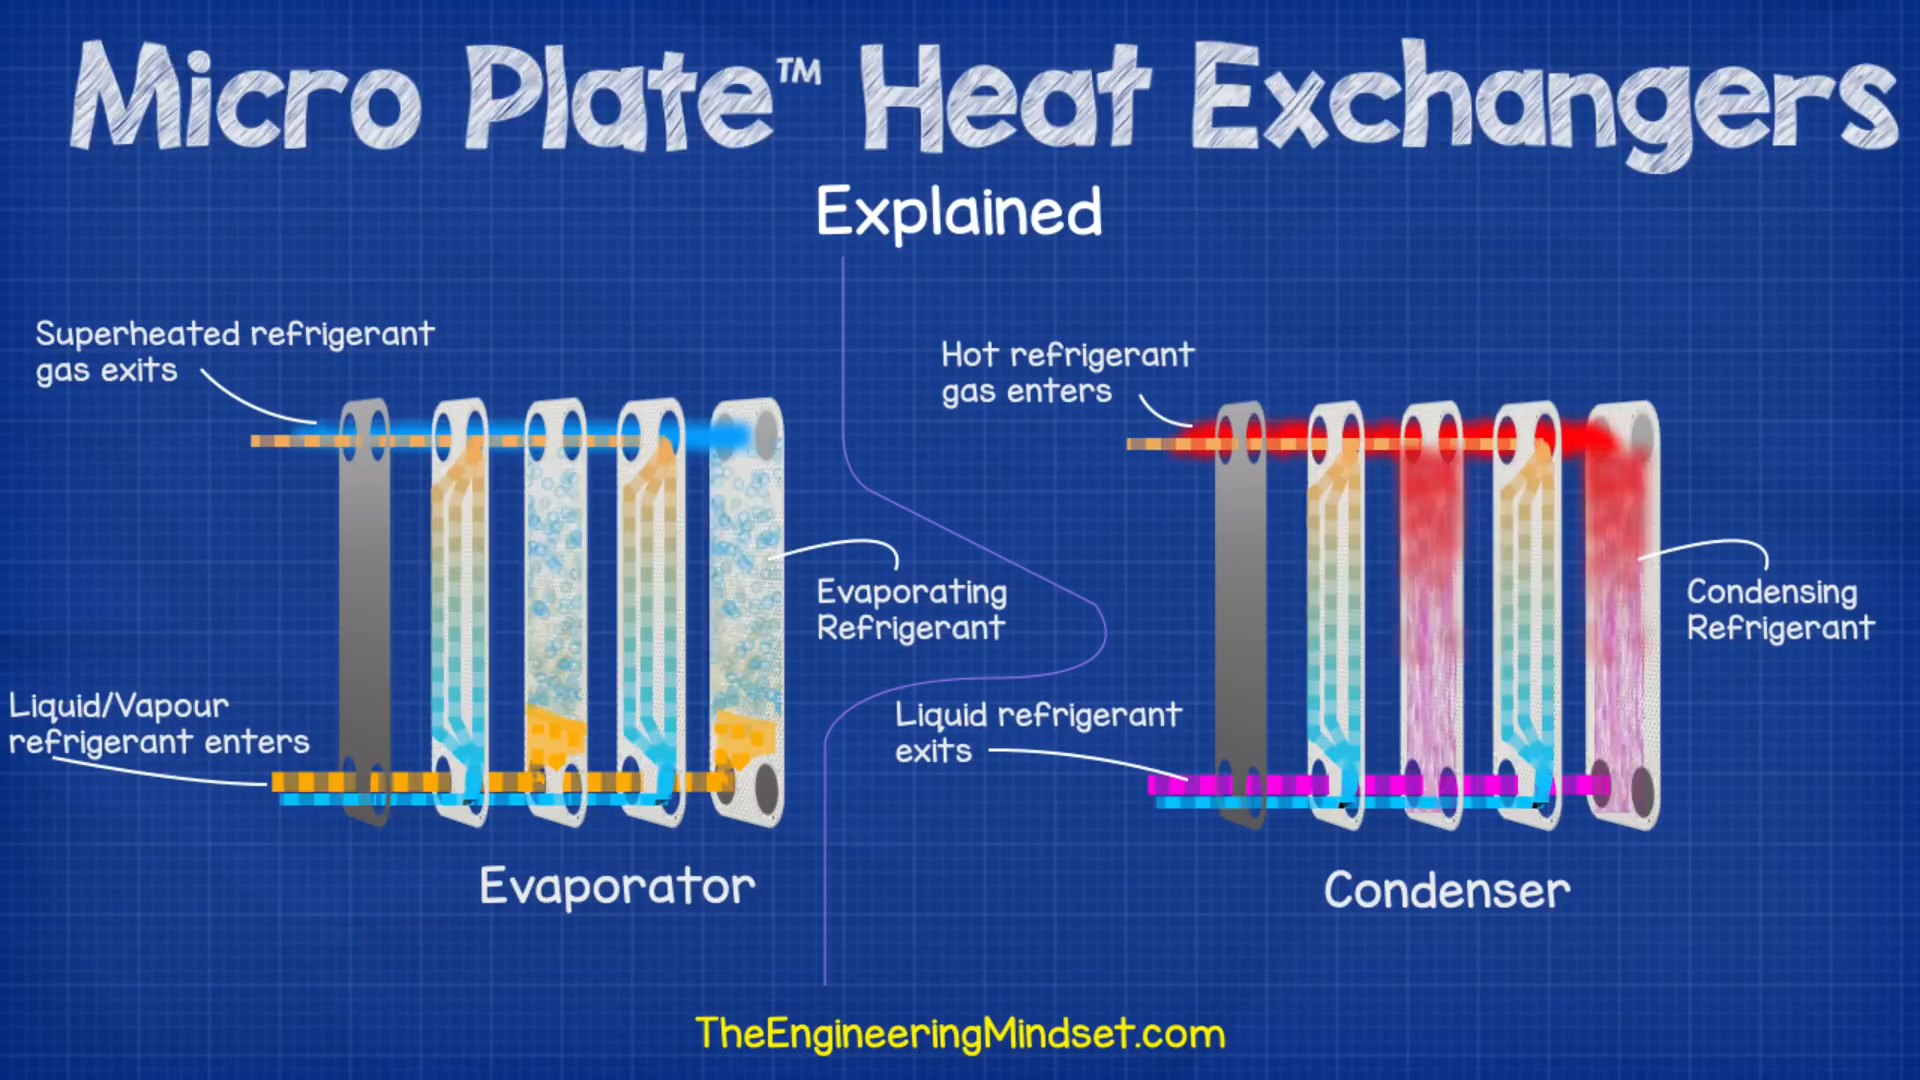 Micro Plate™ Heat Exchangers
Explained
Superheated refrigerant
gas exits
Liquid/Vapour
refrigerant enters
Evaporating
Refrigerant
Evaporator
Hot refrigerant
gas enters
Liquid refrigerant
exits
Condensing
Refrigerant
Condenser
TheEngineeringMindset.com